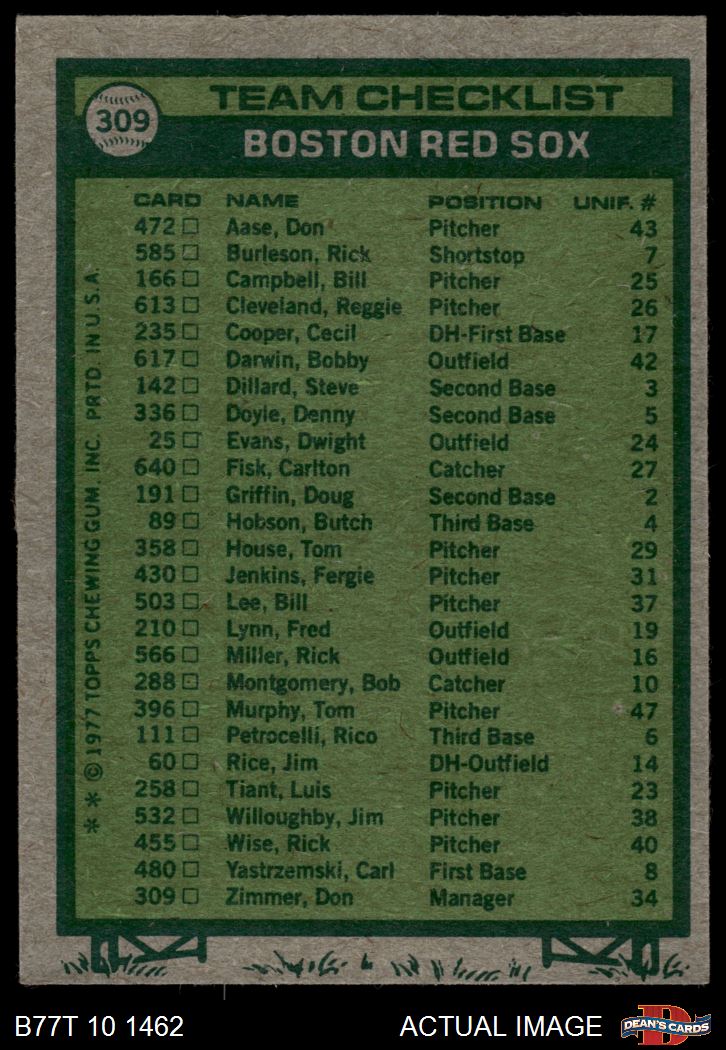 309
TEAM CHECKLIST
BOSTON RED SOX
CARD NAME POSITION UNIF. #
472 Aase, Don Pitcher 43
585 Burleson, Rick Shortstop 7
166 Campbell, Bill Pitcher 25
613 Cleveland, Reggie Pitcher 26
235 Cooper, Cecil DH-First Base 17
617 Darwin, Bobby Outfield 42
142 Dillard, Steve Second Base 3
336 Doyle, Denny Second Base 5
25 Evans, Dwight Outfield 24
640 Fisk, Carlton Catcher 27
191 Griffin, Doug Second Base 2
89 Hobson, Butch Third Base 4
358 House, Tom Pitcher 29
430 Jenkins, Fergie Pitcher 31
503 Lee, Bill Pitcher 37
210 Lynn, Fred Outfield 19
566 Miller, Rick Outfield 16
288 Montgomery, Bob Catcher 10
396 Murphy, Tom Pitcher 47
111 Petrocelli, Rico Third Base 6
60 Rice, Jim DH-Outfield 14
258 Tiant, Luis Pitcher 23
532 Willoughby, Jim Pitcher 38
455 Wise, Rick Pitcher 40
480 Yastrzemski, Carl First Base 8
309 Zimmer, Don Manager 34
* * © 1977 TOPPS CHEWING GUM, INC. PRTD. IN U.S.A.
B77T 10 1462 ACTUAL IMAGE
D
DEAN'S CARDS